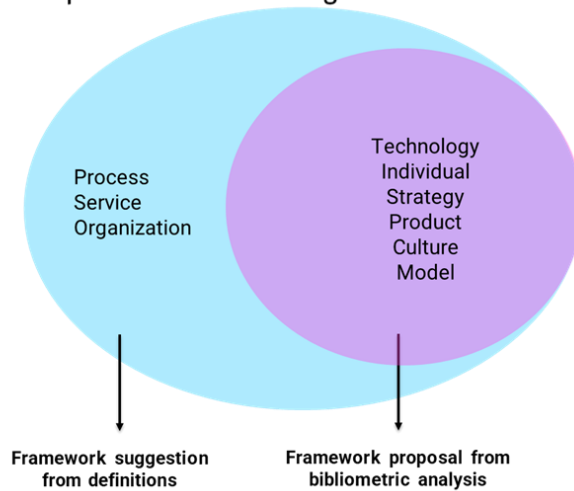 Process
Service
Organization
Technology
Individual
Strategy
Product
Culture
Model
Framework suggestion
from definitions
Framework proposal from
bibliometric analysis